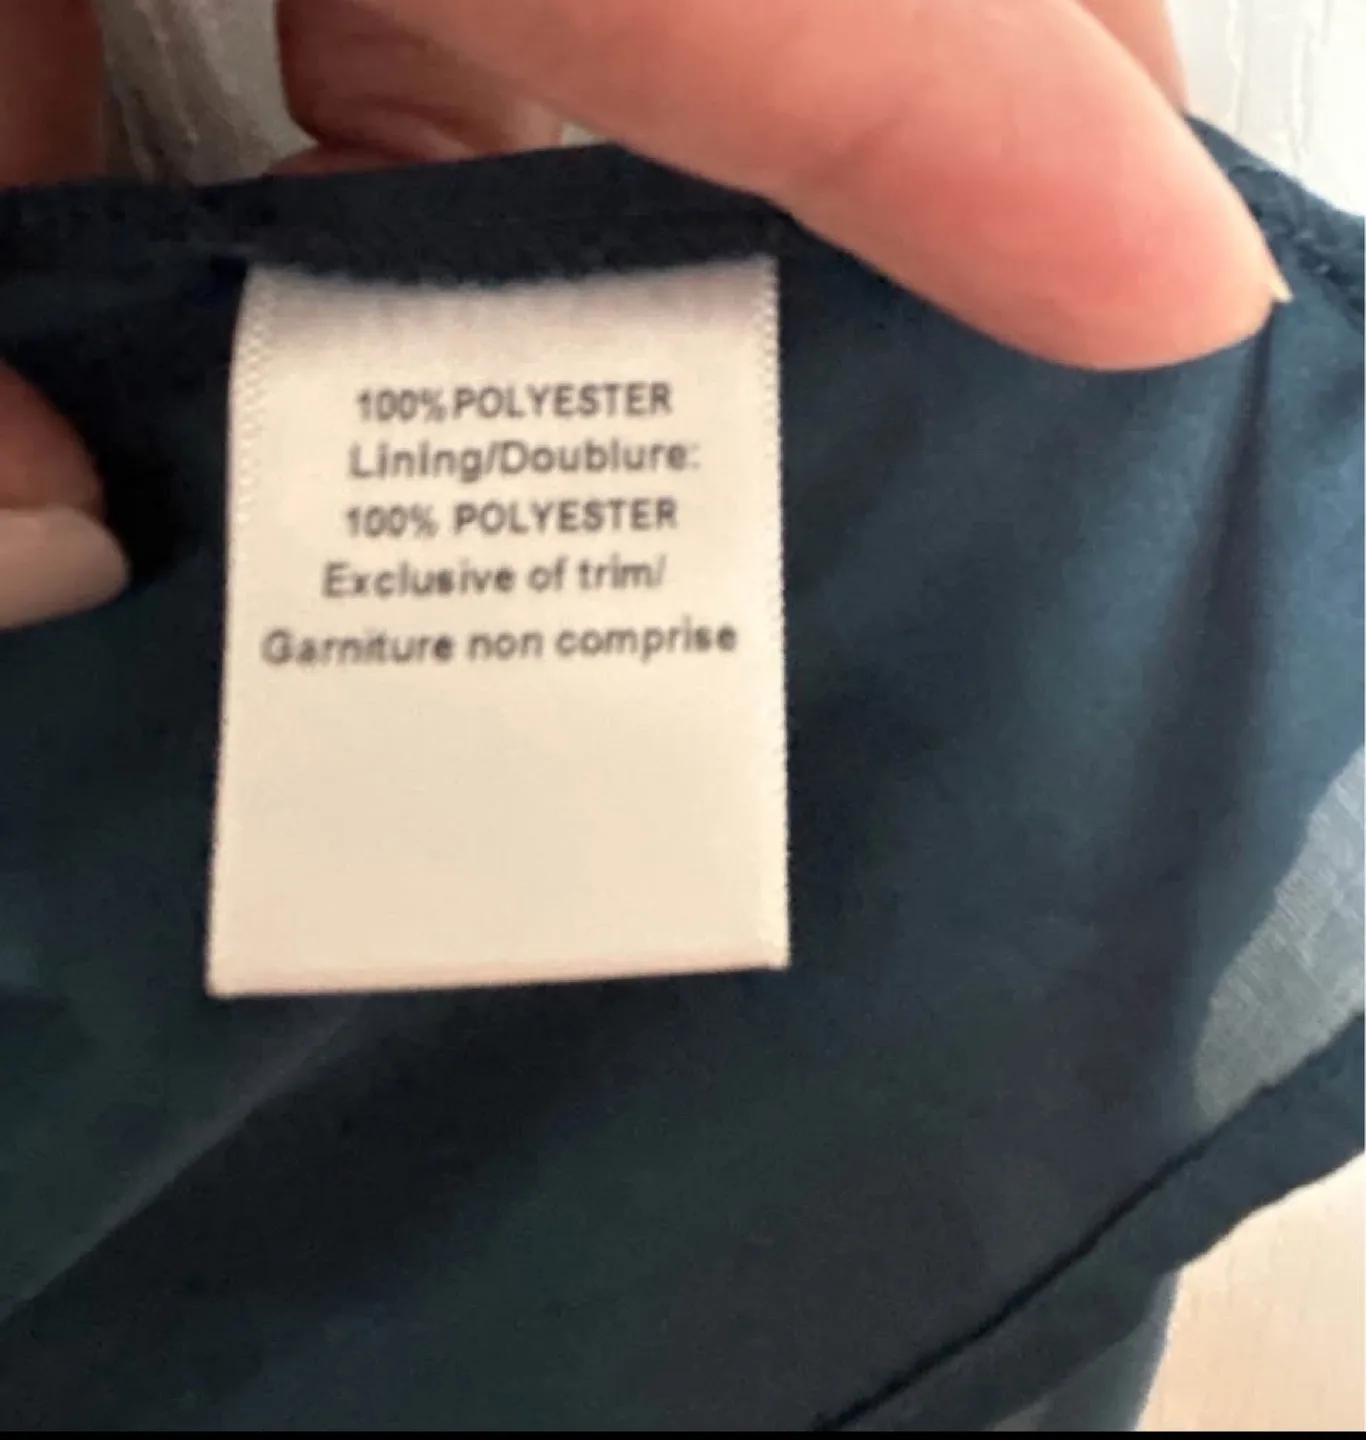 100% POLYESTER
Lining/Doublure:
100% POLYESTER
Exclusive of trim/
Garniture non comprise